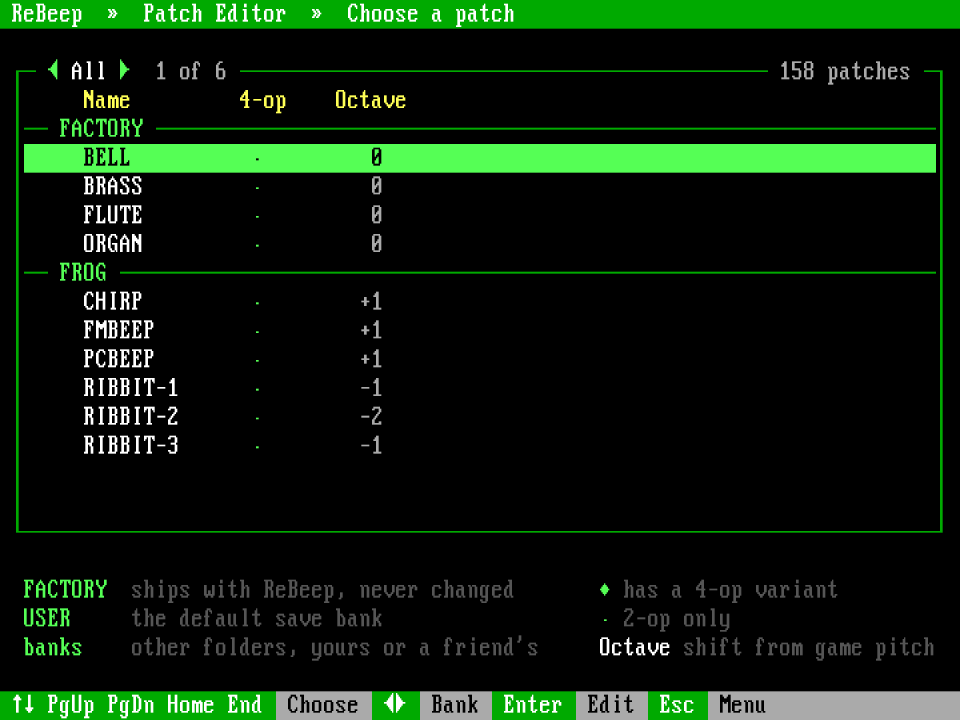 ReBeep » Patch Editor » Choose a patch
◄ All ► 1 of 6 158 patches
Name 4-op Octave
FACTORY
BELL · 0
BRASS · 0
FLUTE · 0
ORGAN · 0
FROG
CHIRP · +1
FMBEEP · +1
PCBEEP · +1
RIBBIT-1 · -1
RIBBIT-2 · -2
RIBBIT-3 · -1
FACTORY ships with ReBeep, never changed ♦ has a 4-op variant
USER the default save bank · 2-op only
banks other folders, yours or a friend's Octave shift from game pitch
↑↓ PgUp PgDn Home End Choose ◄► Bank Enter Edit Esc Menu